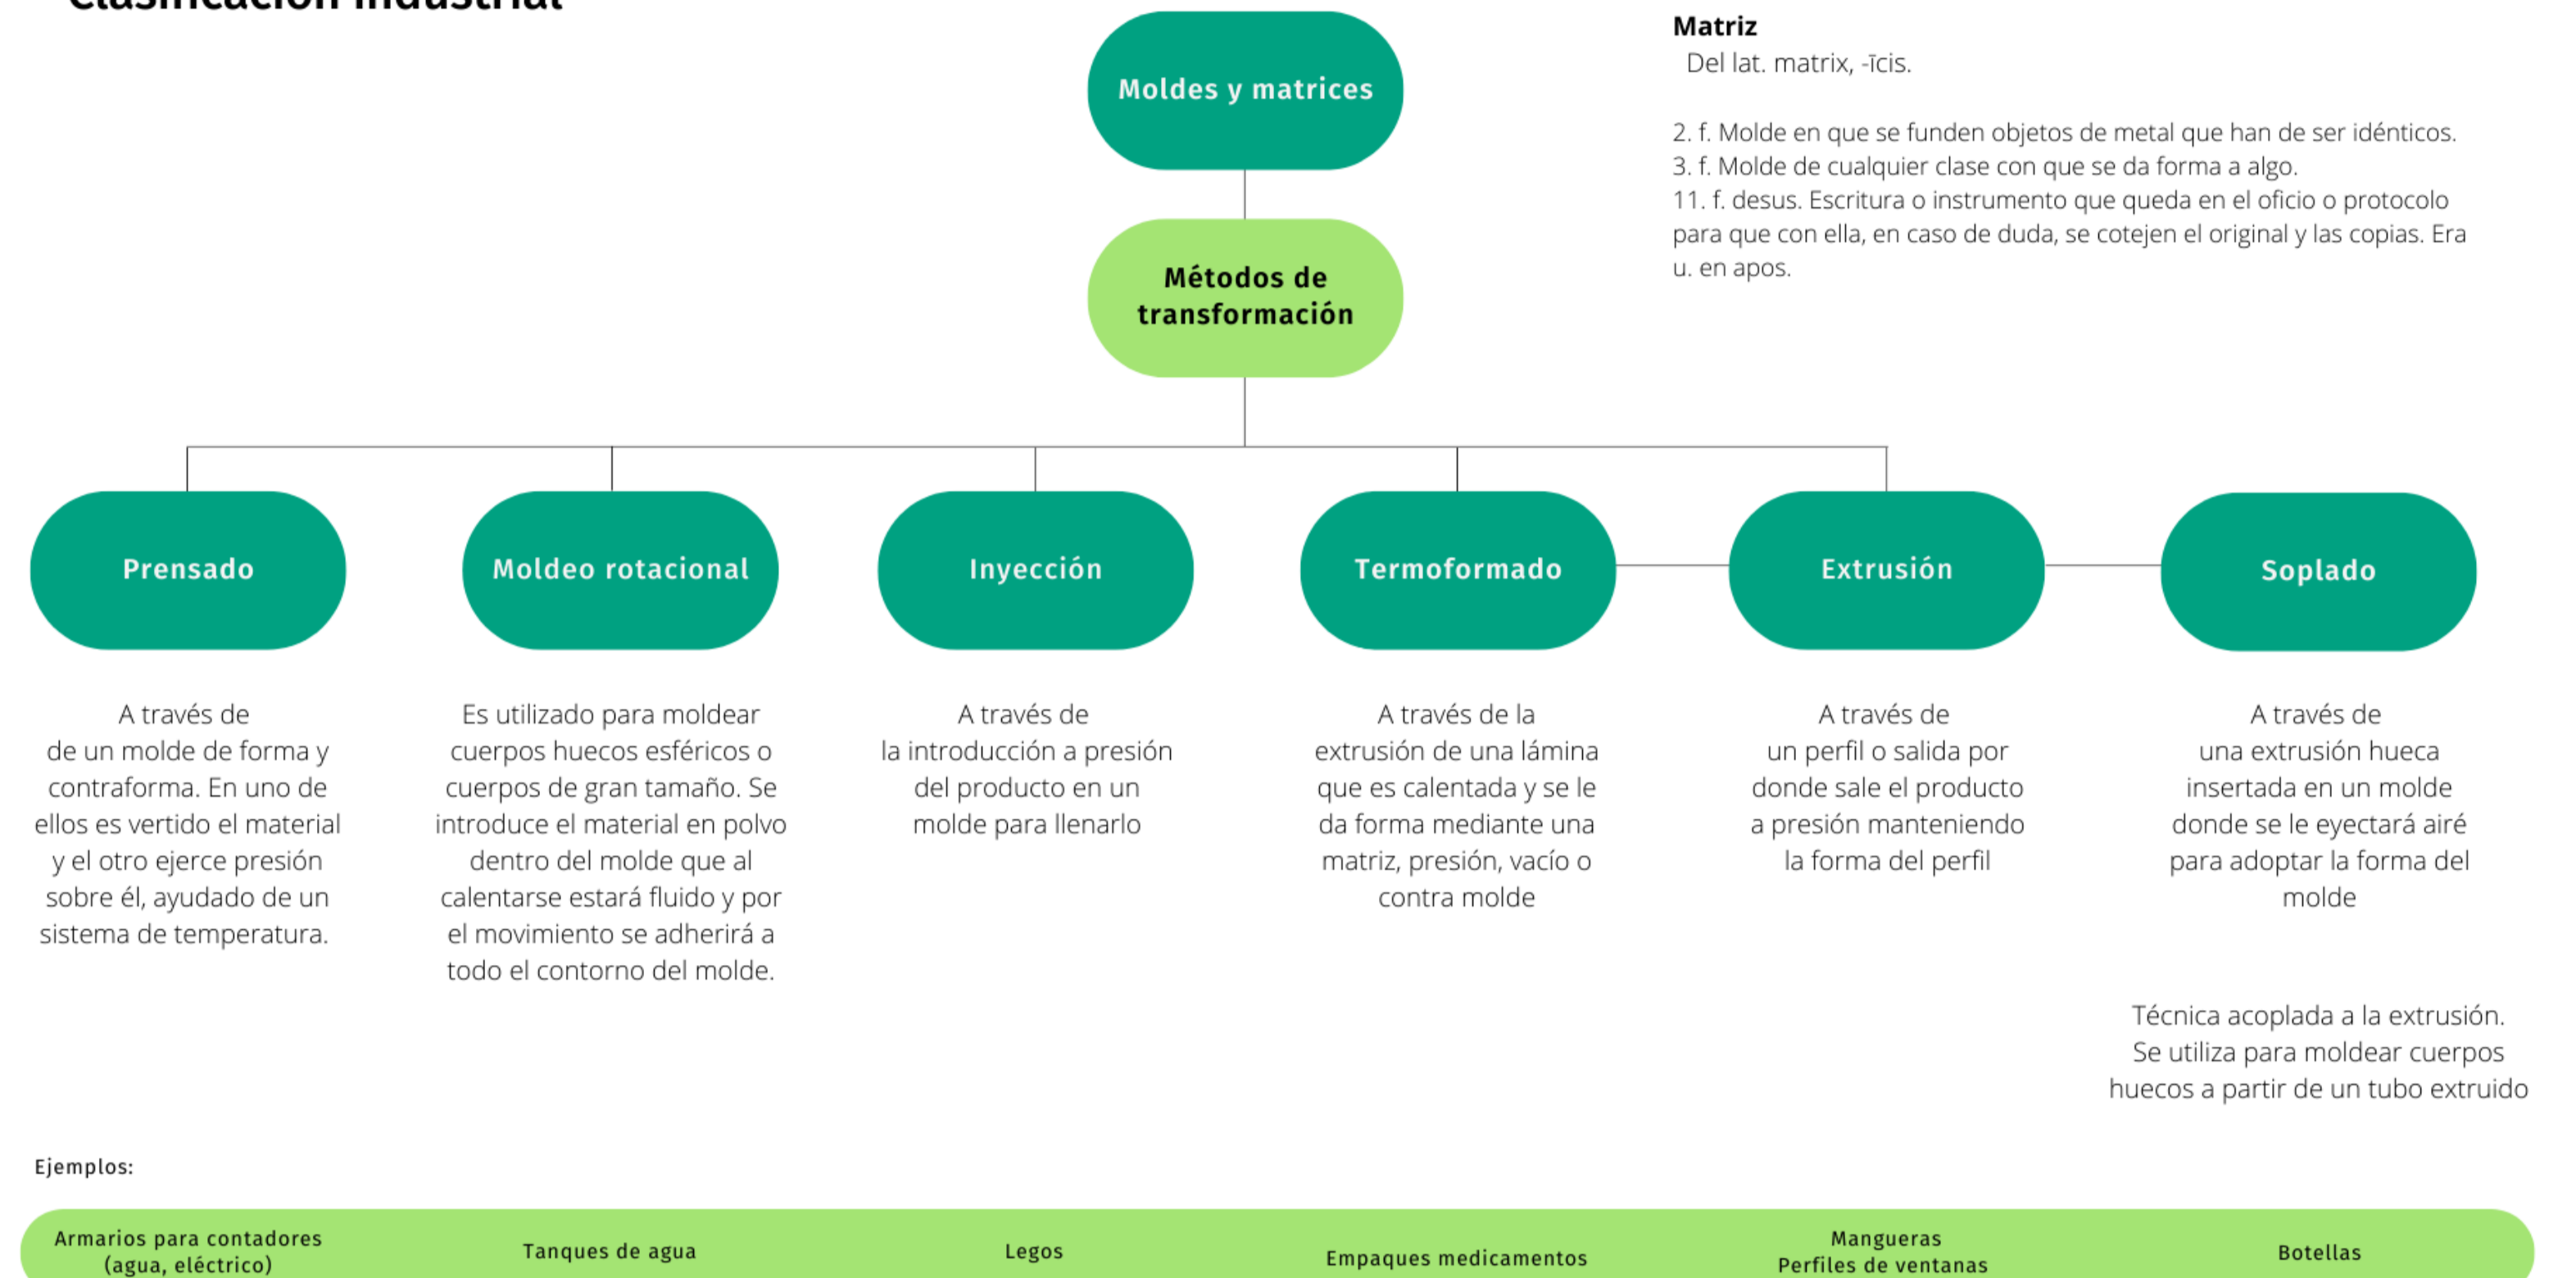 Clasificación industrial
Moldes y matrices
Matriz
Del lat. matrix, -īcis.
2. f. Molde en que se funden objetos de metal que han de ser idénticos.
3. f. Molde de cualquier clase con que se da forma a algo.
11. f. desus. Escritura o instrumento que queda en el oficio o protocolo
para que con ella, en caso de duda, se cotejen el original y las copias. Era
u. en apos.
Métodos de
transformación
Prensado
Moldeo rotacional
Inyección
Termoformado
Extrusión
Soplado
A través de
de un molde de forma y
contraforma. En uno de
ellos es vertido el material
y el otro ejerce presión
sobre él, ayudado de un
sistema de temperatura.
Es utilizado para moldear
cuerpos huecos esféricos o
cuerpos de gran tamaño. Se
introduce el material en polvo
dentro del molde que al
calentarse estará fluido y por
el movimiento se adherirá a
todo el contorno del molde.
A través de
la introducción a presión
del producto en un
molde para llenarlo
A través de la
extrusión de una lámina
que es calentada y se le
da forma mediante una
matriz, presión, vacío o
contra molde
A través de
un perfil o salida por
donde sale el producto
a presión manteniendo
la forma del perfil
A través de
una extrusión hueca
insertada en un molde
donde se le eyectará airé
para adoptar la forma del
molde
Técnica acoplada a la extrusión.
Se utiliza para moldear cuerpos
huecos a partir de un tubo extruido
Ejemplos:
Armarios para contadores
(agua, eléctrico)
Tanques de agua
Legos
Empaques medicamentos
Mangueras
Perfiles de ventanas
Botellas